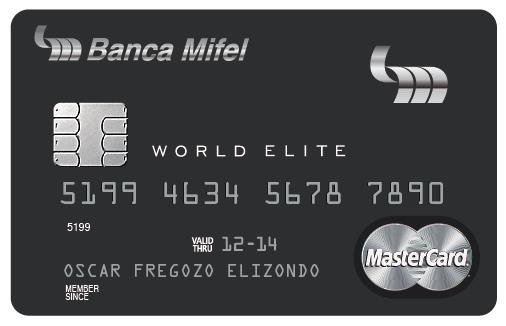 Banca Mifel
WORLD ELITE
5199 4634 5678 7890
5199
VALID THRU 12-14
OSCAR FREGOZO ELIZONDO
MEMBER SINCE
MasterCard